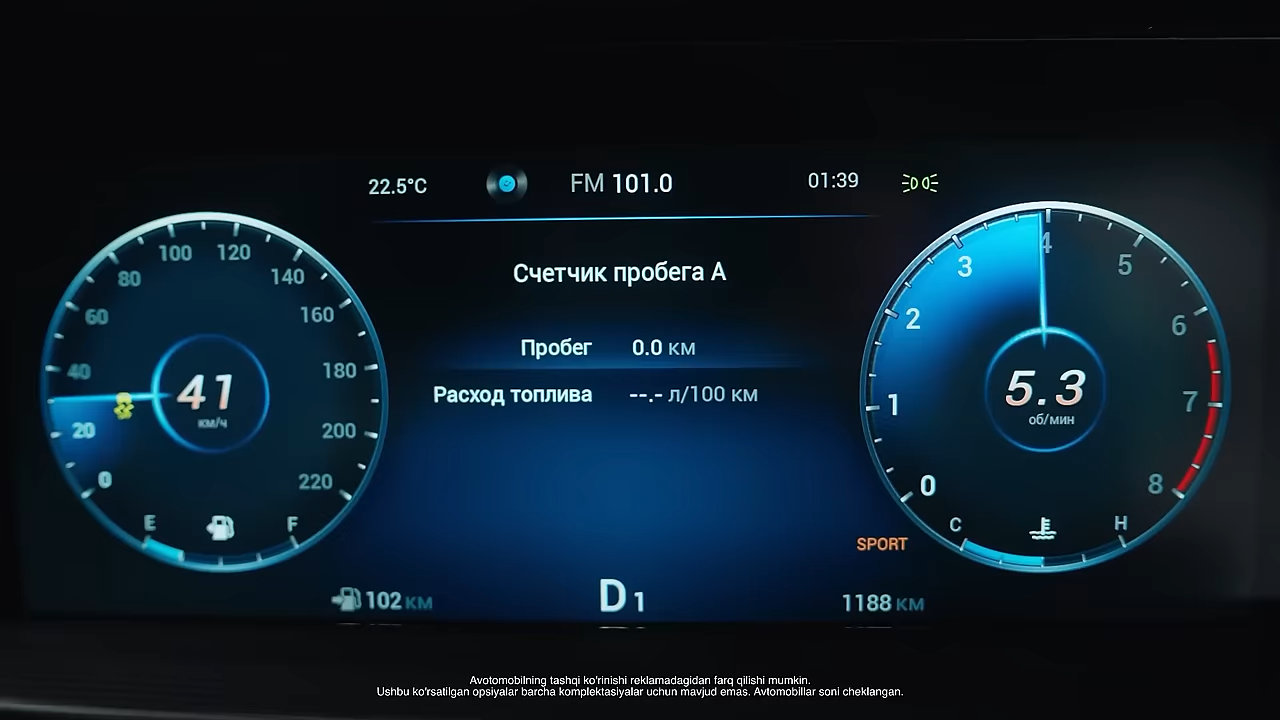 22.5°C FM 101.0 01:39
Счетчик пробега A
Пробег 0.0 км
Расход топлива --.- л/100 км
0 20 40 60 80 100 120 140 160 180 200 220
41
км/ч
E F
0 1 2 3 4 5 6 7 8
5.3
об/мин
C H
SPORT
102 КМ D 1 1188 КМ
Avotomobilning tashqi ko'rinishi reklamadagidan farq qilishi mumkin.
Ushbu ko'rsatilgan opsiyalar barcha komplektasiyalar uchun mavjud emas. Avtomobillar soni cheklangan.